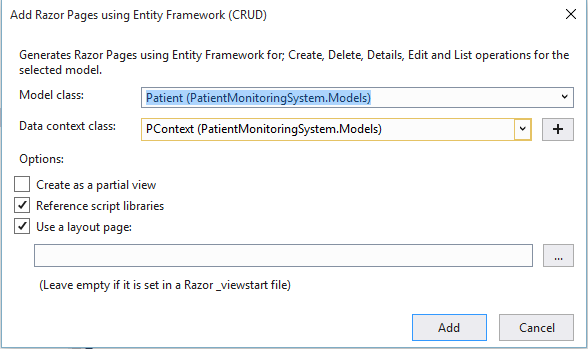 Add Razor Pages using Entity Framework (CRUD)
Generates Razor Pages using Entity Framework for; Create, Delete, Details, Edit and List operations for the
selected model.
Model class:
Patient (PatientMonitoringSystem.Models)
Data context class:
PContext (PatientMonitoringSystem.Models)
Options:
Create as a partial view
Reference script libraries
Use a layout page:
...
(Leave empty if it is set in a Razor _viewstart file)
Add
Cancel